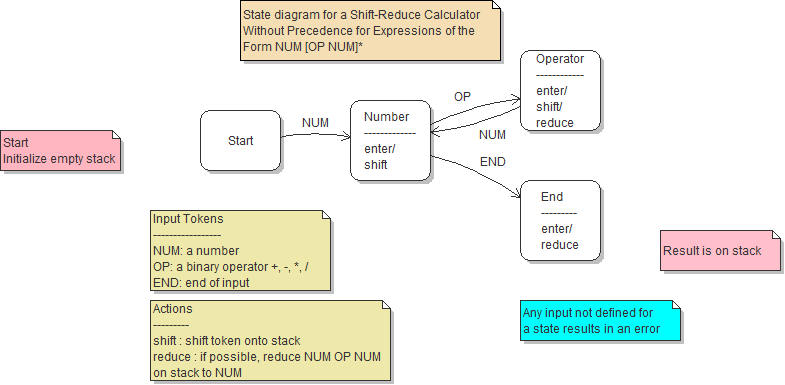 State diagram for a Shift-Reduce Calculator
Without Precedence for Expressions of the
Form NUM [OP NUM]*
Operator
------------
enter/
shift/
reduce
OP
Number
-------------
enter/
shift
NUM
Start
NUM
Start
Initialize empty stack
END
End
---------
enter/
reduce
Input Tokens
-----------------
NUM: a number
OP: a binary operator +, -, *, /
END: end of input
Result is on stack
Actions
---------
shift : shift token onto stack
reduce : if possible, reduce NUM OP NUM
on stack to NUM
Any input not defined for
a state results in an error